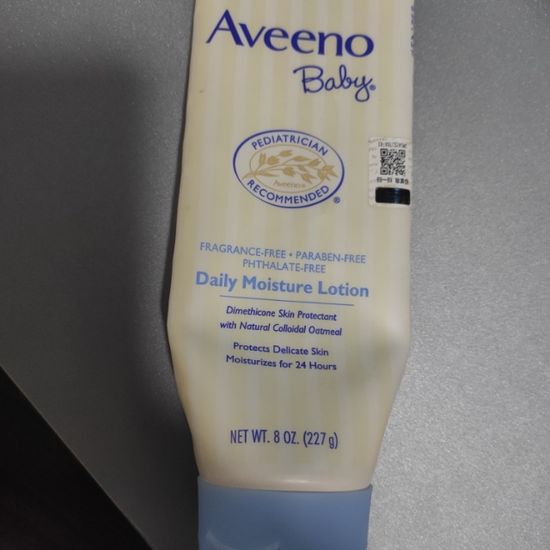 Aveeno
Baby®
PEDIATRICIAN
Aveeno®
RECOMMENDED®
FRAGRANCE-FREE • PARABEN-FREE
PHTHALATE-FREE
Daily Moisture Lotion
Dimethicone Skin Protectant
with Natural Colloidal Oatmeal
Protects Delicate Skin
Moisturizes for 24 Hours
NET WT. 8 OZ. (227 g)